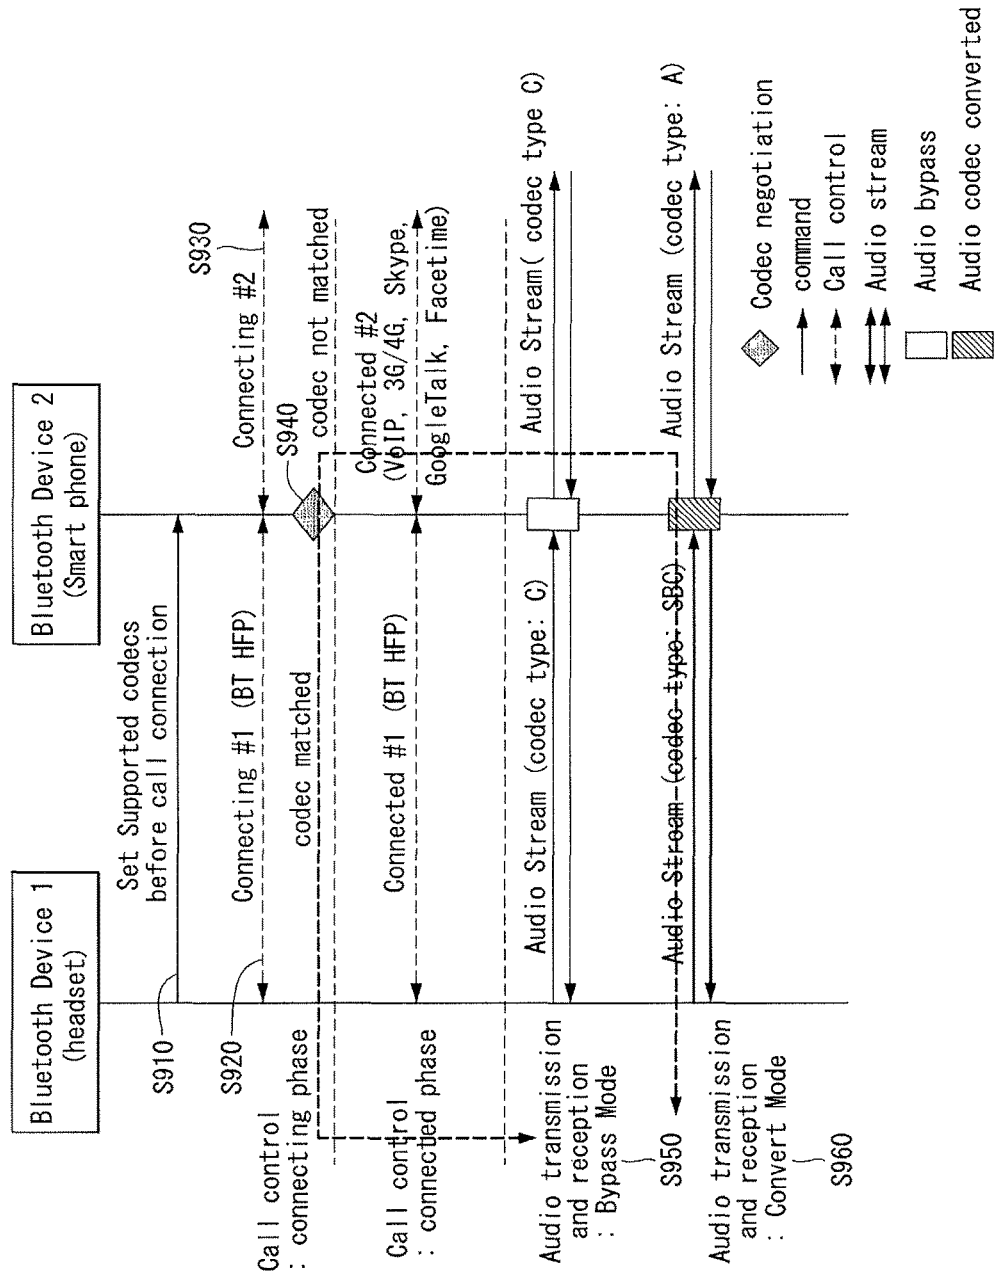 Bluetooth Device 1
(headset)
Bluetooth Device 2
(Smart phone)
S910
Set Supported codecs
before call connection
S920
Connecting #1 (BT HFP)
Connecting #2
S930
Call control
: connecting phase
codec matched
S940
codec not matched
Call control
: connected phase
Connected #1 (BT HFP)
Connected #2
(VoIP, 3G/4G, Skype,
GoogleTalk, Facetime)
Audio transmission
and reception
: Bypass Mode
S950
Audio Stream (codec type: C)
Audio Stream( codec type C)
Audio transmission
and reception
: Convert Mode
S960
Audio Stream (codec type: SBC)
Audio Stream (codec type: A)
Codec negotiation
command
Call control
Audio stream
Audio bypass
Audio codec converted